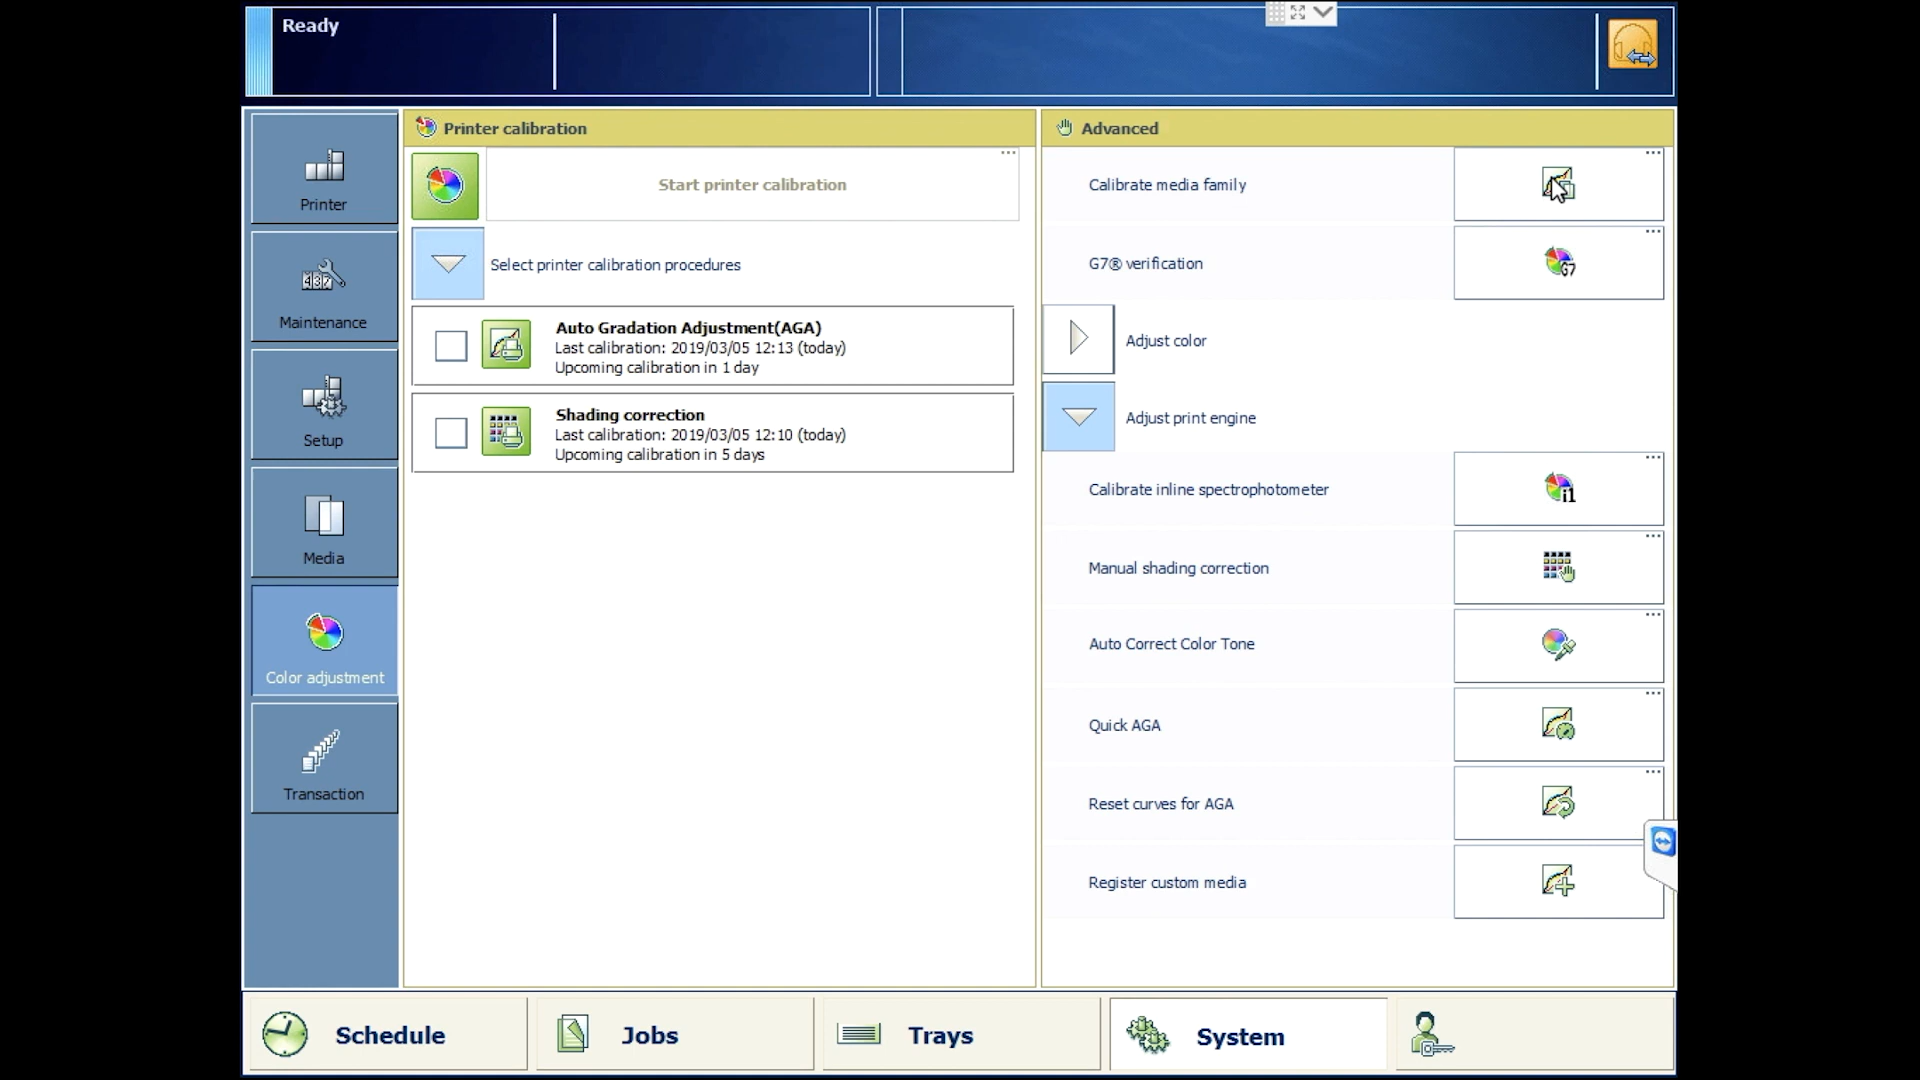 Ready
Printer
Maintenance
Setup
Media
Color adjustment
Transaction
Printer calibration
Start printer calibration
Select printer calibration procedures
Auto Gradation Adjustment(AGA)
Last calibration: 2019/03/05 12:13 (today)
Upcoming calibration in 1 day
Shading correction
Last calibration: 2019/03/05 12:10 (today)
Upcoming calibration in 5 days
Advanced
Calibrate media family
G7® verification
G7
Adjust color
Adjust print engine
Calibrate inline spectrophotometer
i1
Manual shading correction
Auto Correct Color Tone
Quick AGA
Reset curves for AGA
Register custom media
Schedule
Jobs
Trays
System